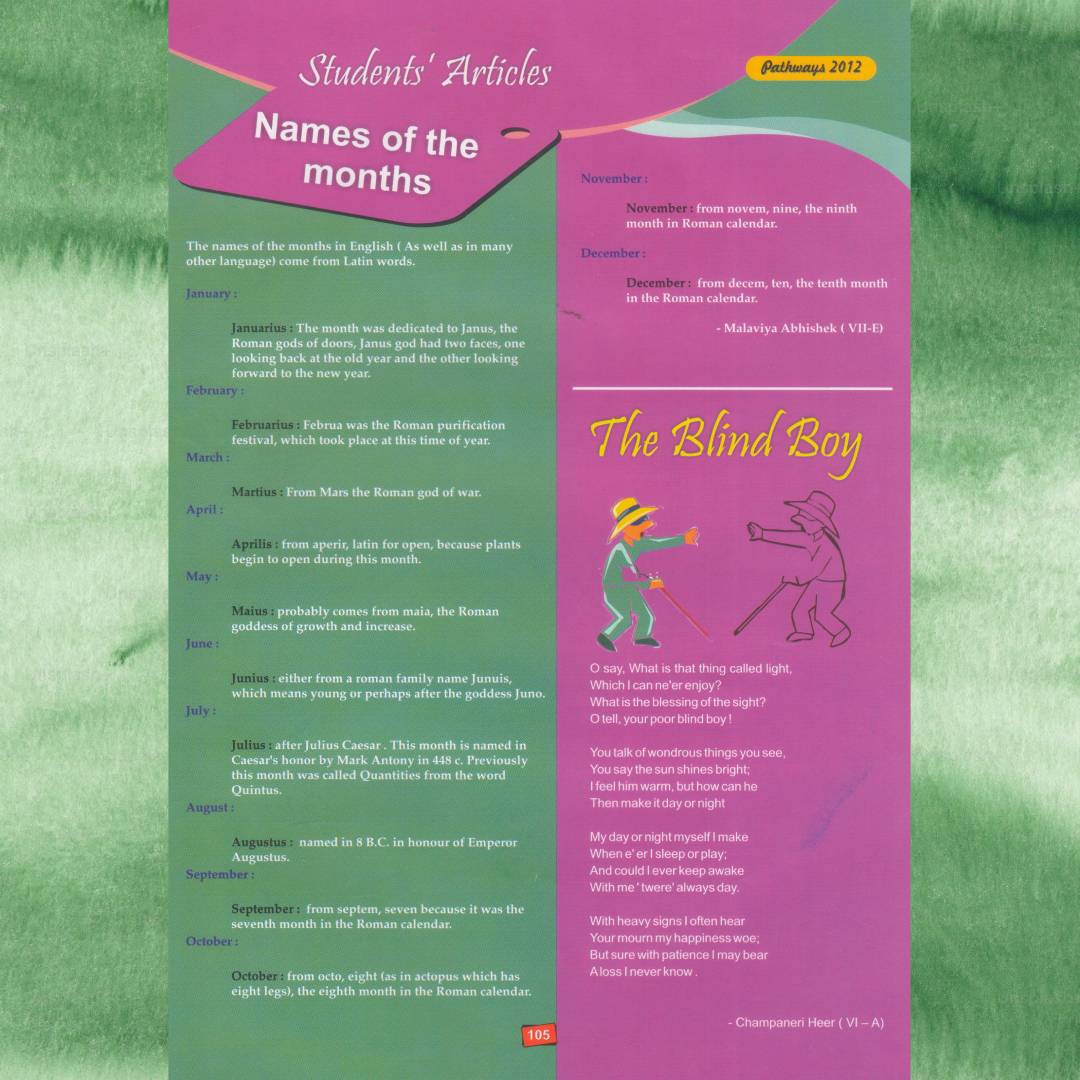 Students' Articles
Pathways 2012
Names of the
months
The names of the months in English ( As well as in many
other language) come from Latin words.
January :
Januarius : The month was dedicated to Janus, the
Roman gods of doors, Janus god had two faces, one
looking back at the old year and the other looking
forward to the new year.
February :
Februarius : Februa was the Roman purification
festival, which took place at this time of year.
March :
Martius : From Mars the Roman god of war.
April :
Aprilis : from aperir, latin for open, because plants
begin to open during this month.
May :
Maius : probably comes from maia, the Roman
goddess of growth and increase.
June :
Junius : either from a roman family name Junuis,
which means young or perhaps after the goddess Juno.
July :
Julius : after Julius Caesar . This month is named in
Caesar's honor by Mark Antony in 448 c. Previously
this month was called Quantities from the word
Quintus.
August :
Augustus : named in 8 B.C. in honour of Emperor
Augustus.
September :
September : from septem, seven because it was the
seventh month in the Roman calendar.
October :
October : from octo, eight (as in actopus which has
eight legs), the eighth month in the Roman calendar.
105
November :
November : from novem, nine, the ninth
month in Roman calendar.
December :
December : from decem, ten, the tenth month
in the Roman calendar.
- Malaviya Abhishek ( VII-E)
The Blind Boy
O say, What is that thing called light,
Which I can ne'er enjoy?
What is the blessing of the sight?
O tell, your poor blind boy !
You talk of wondrous things you see,
You say the sun shines bright;
I feel him warm, but how can he
Then make it day or night
My day or night myself I make
When e' er I sleep or play;
And could I ever keep awake
With me ' twere' always day.
With heavy signs I often hear
Your mourn my happiness woe;
But sure with patience I may bear
A loss I never know .
- Champaneri Heer ( VI – A)